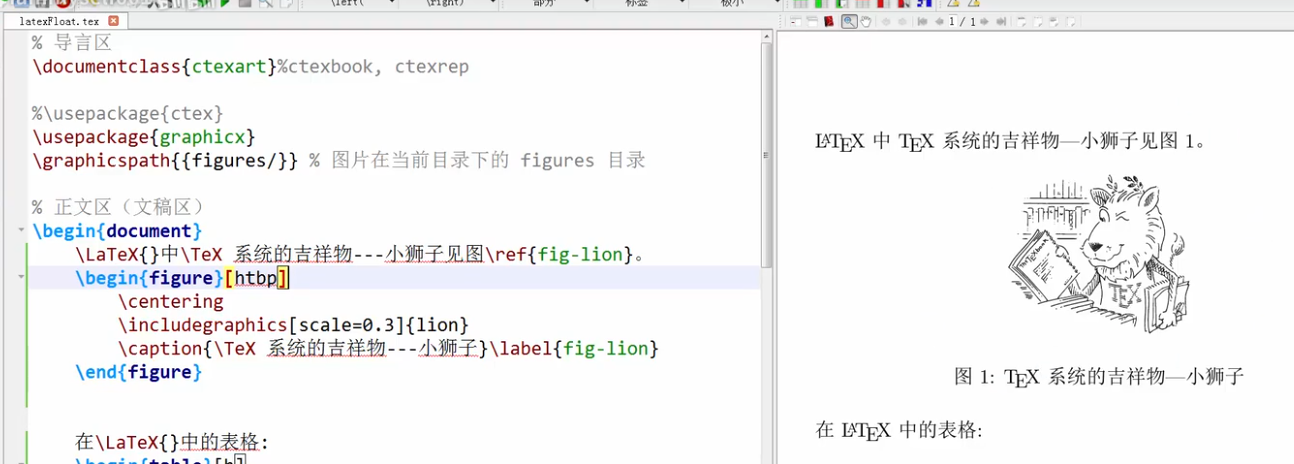 \left(
\right)
部分
标签
极小
latexFloat.tex
1 / 1
% 导言区
\documentclass{ctexart}%ctexbook, ctexrep
%\usepackage{ctex}
\usepackage{graphicx}
\graphicspath{{figures/}} % 图片在当前目录下的 figures 目录
% 正文区（文稿区）
\begin{document}
\LaTeX{}中\TeX 系统的吉祥物---小狮子见图\ref{fig-lion}。
\begin{figure}[htbp]
\centering
\includegraphics[scale=0.3]{lion}
\caption{\TeX 系统的吉祥物---小狮子}\label{fig-lion}
\end{figure}
在\LaTeX{}中的表格:
\begin{table}[h]
LATEX 中 TEX 系统的吉祥物—小狮子见图 1。
TEX
图 1: TEX 系统的吉祥物—小狮子
在 LATEX 中的表格: